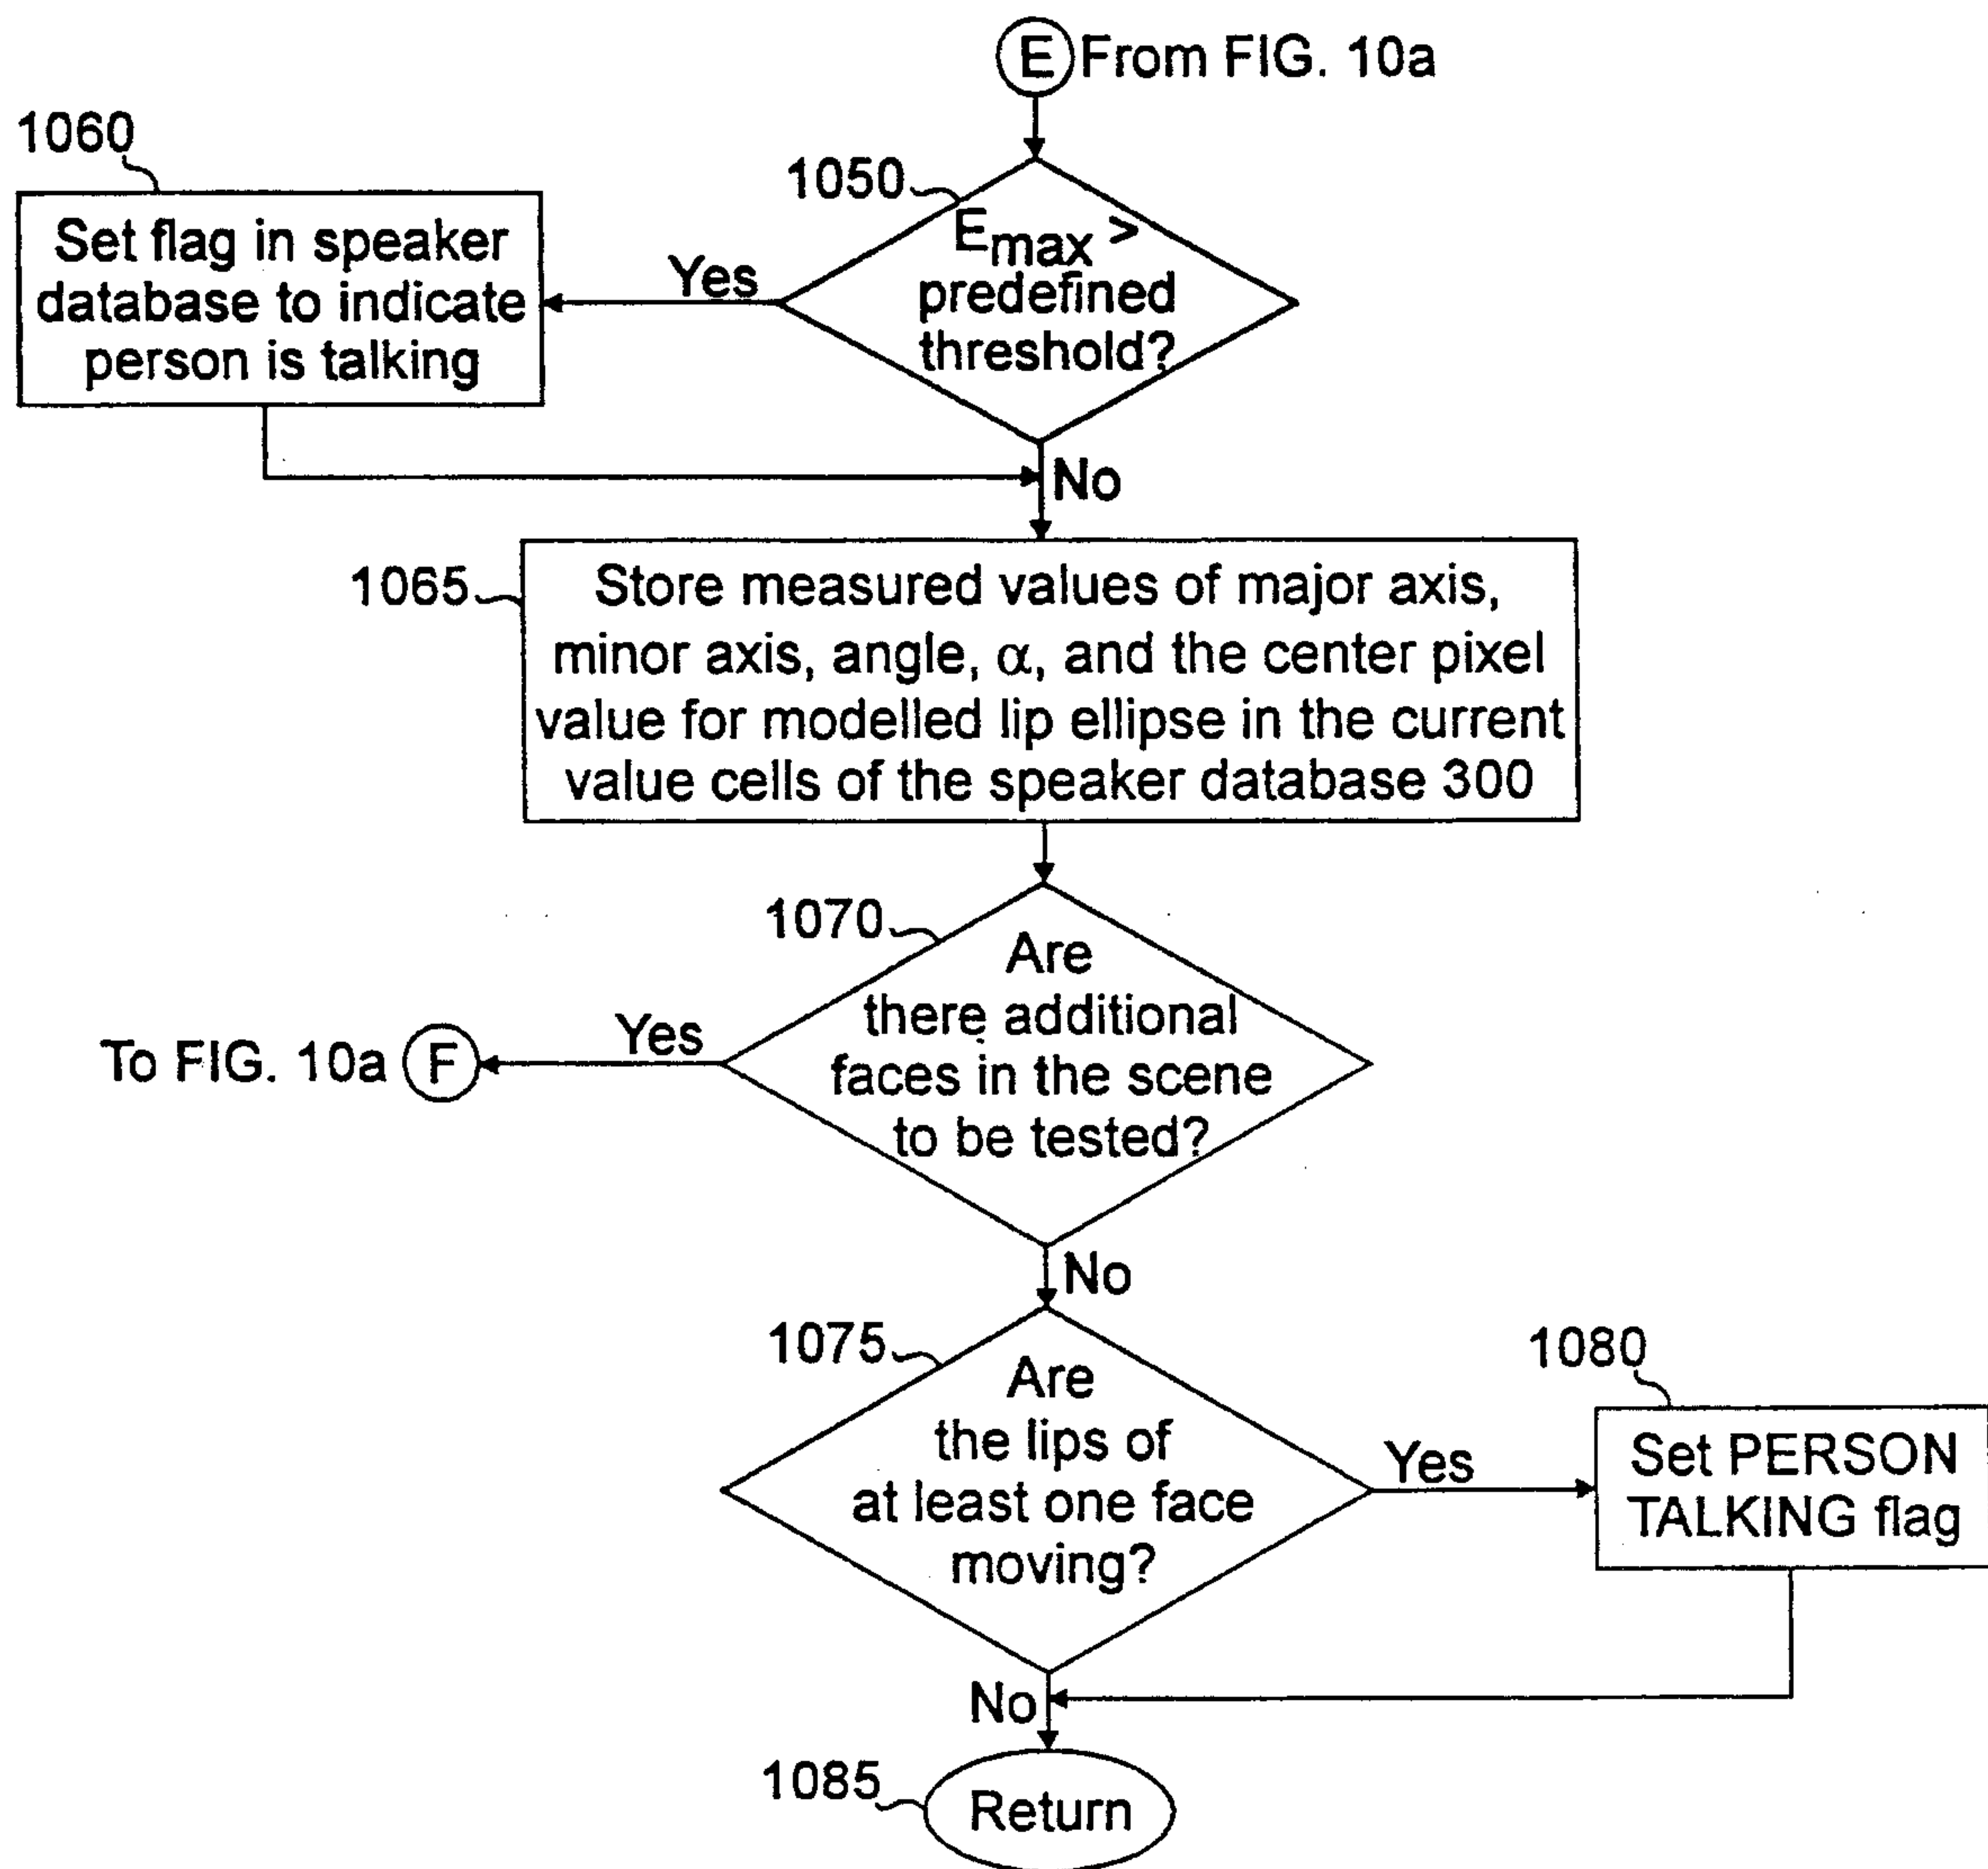 E From FIG. 10a
1060
1050
Emax >
predefined
threshold?
Yes
Set flag in speaker
database to indicate
person is talking
No
1065
Store measured values of major axis,
minor axis, angle, α, and the center pixel
value for modelled lip ellipse in the current
value cells of the speaker database 300
1070
Are
there additional
faces in the scene
to be tested?
Yes
To FIG. 10a F
No
1075
Are
the lips of
at least one face
moving?
Yes
1080
Set PERSON
TALKING flag
No
1085
Return